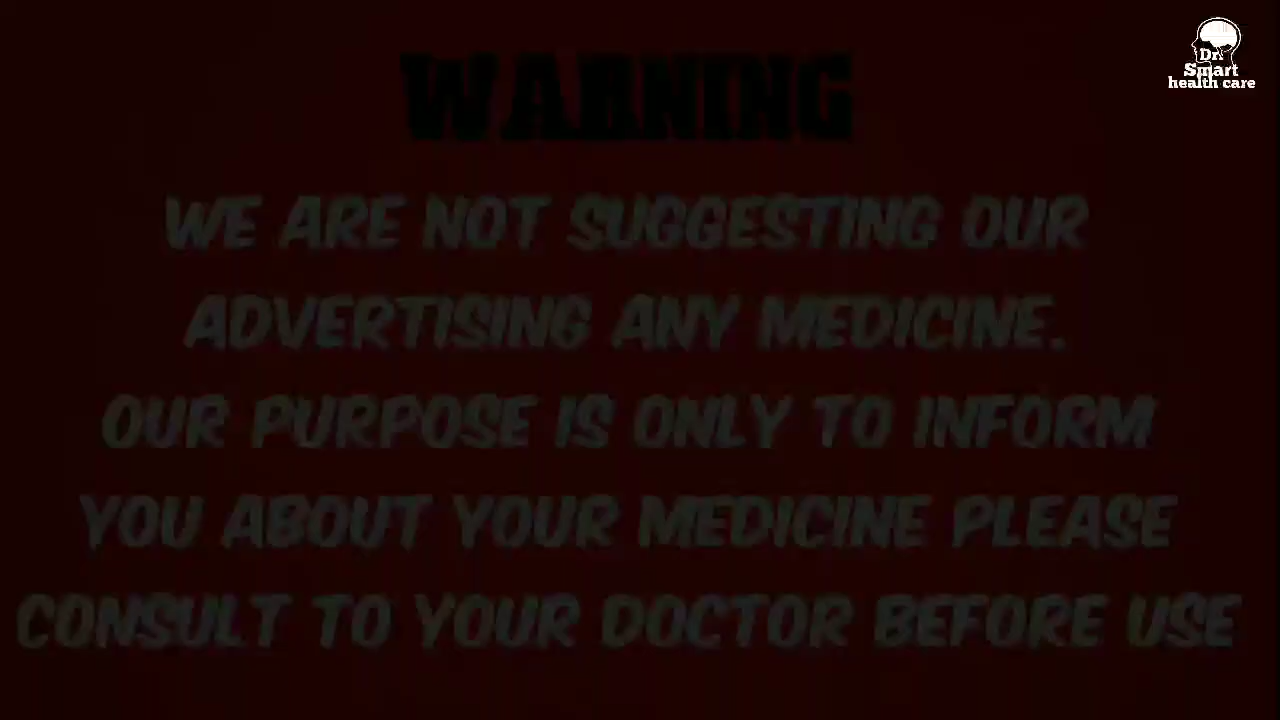 Dr.
Smart
health care
WARNING
WE ARE NOT SUGGESTING OUR
ADVERTISING ANY MEDICINE.
OUR PURPOSE IS ONLY TO INFORM
YOU ABOUT YOUR MEDICINE PLEASE
CONSULT TO YOUR DOCTOR BEFORE USE